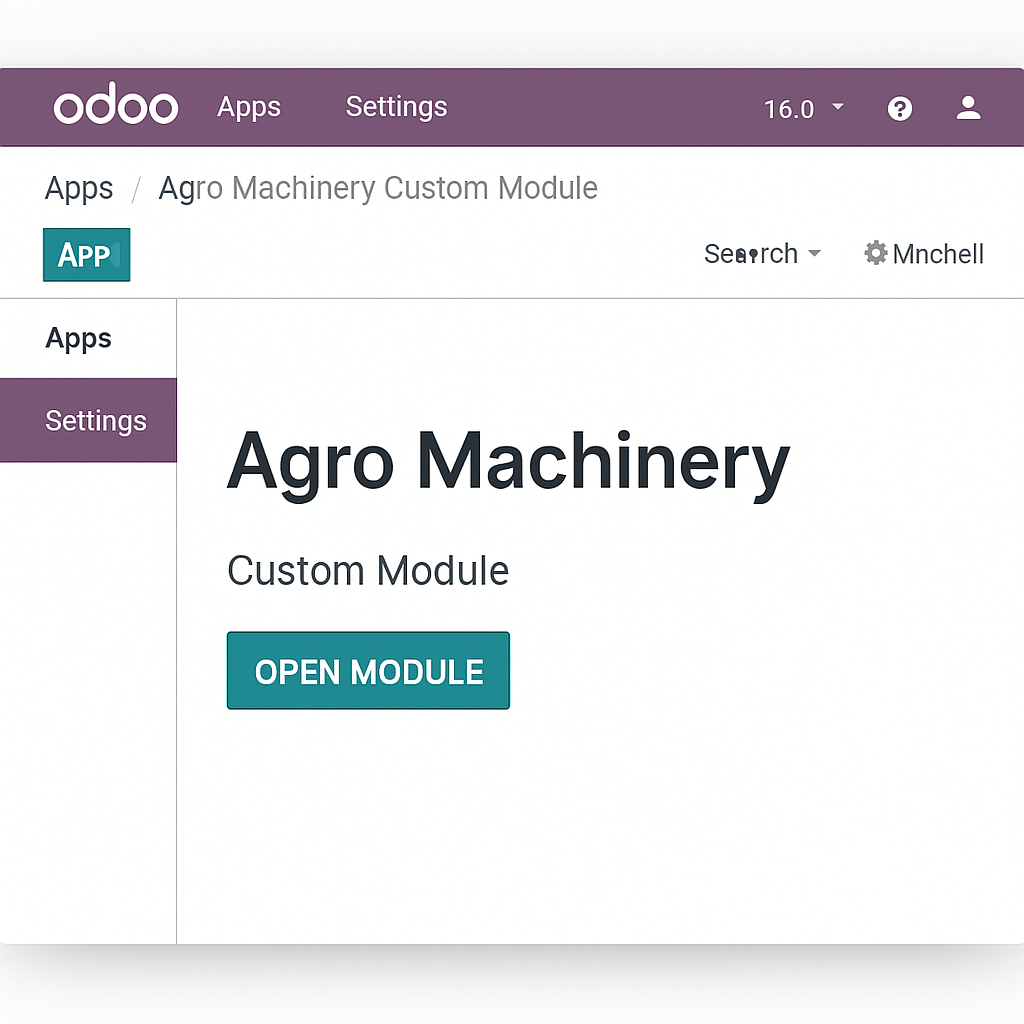 odoo Apps Settings 16.0
Apps / Agro Machinery Custom Module
APP Mnchell
Apps
Settings
Agro Machinery
Custom Module
OPEN MODULE